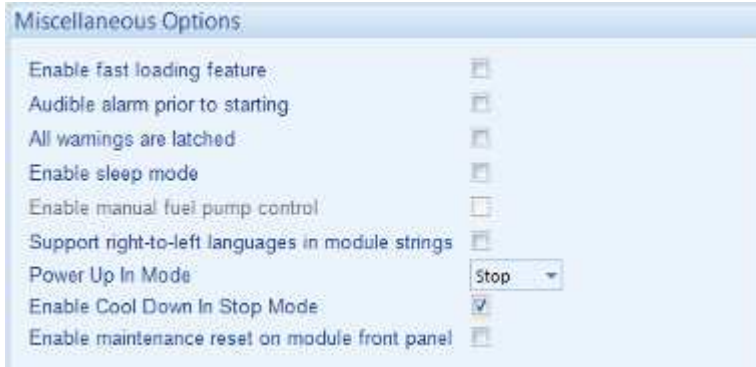 Miscellaneous Options
Enable fast loading feature
Audible alarm prior to starting
All warnings are latched
Enable sleep mode
Enable manual fuel pump control
Support right-to-left languages in module strings
Power Up In Mode Stop
Enable Cool Down In Stop Mode
Enable maintenance reset on module front panel